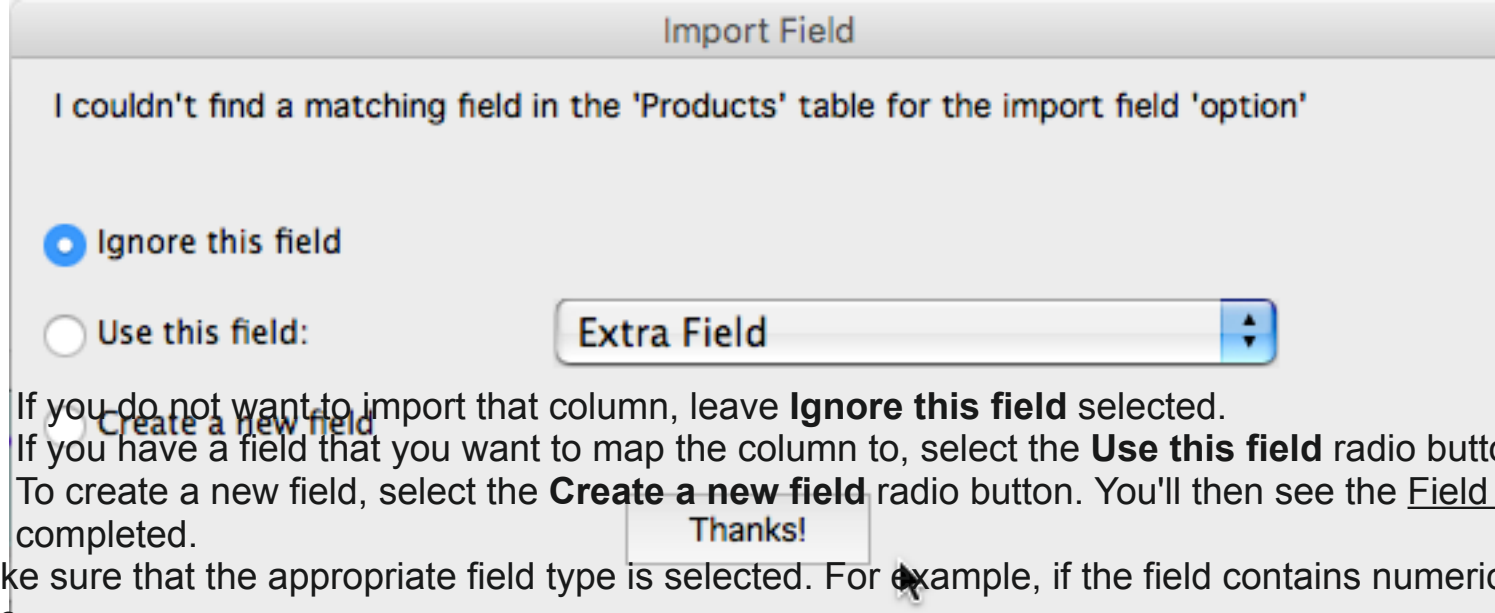 Import Field
I couldn't find a matching field in the 'Products' table for the import field 'option'
Ignore this field
Use this field:
Extra Field
If you do not want to import that column, leave Ignore this field selected.
Create a new field
If you have a field that you want to map the column to, select the Use this field radio
To create a new field, select the Create a new field radio button. You'll then see the Field
Thanks!
completed.
sure that the appropriate field type is selected. For example, if the field contains